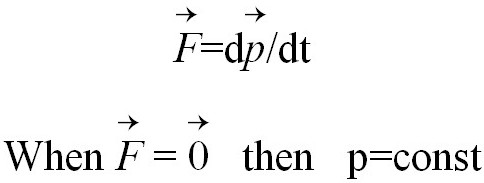 F⃗=dp⃗/dt
When F⃗ = 0⃗ then p=const